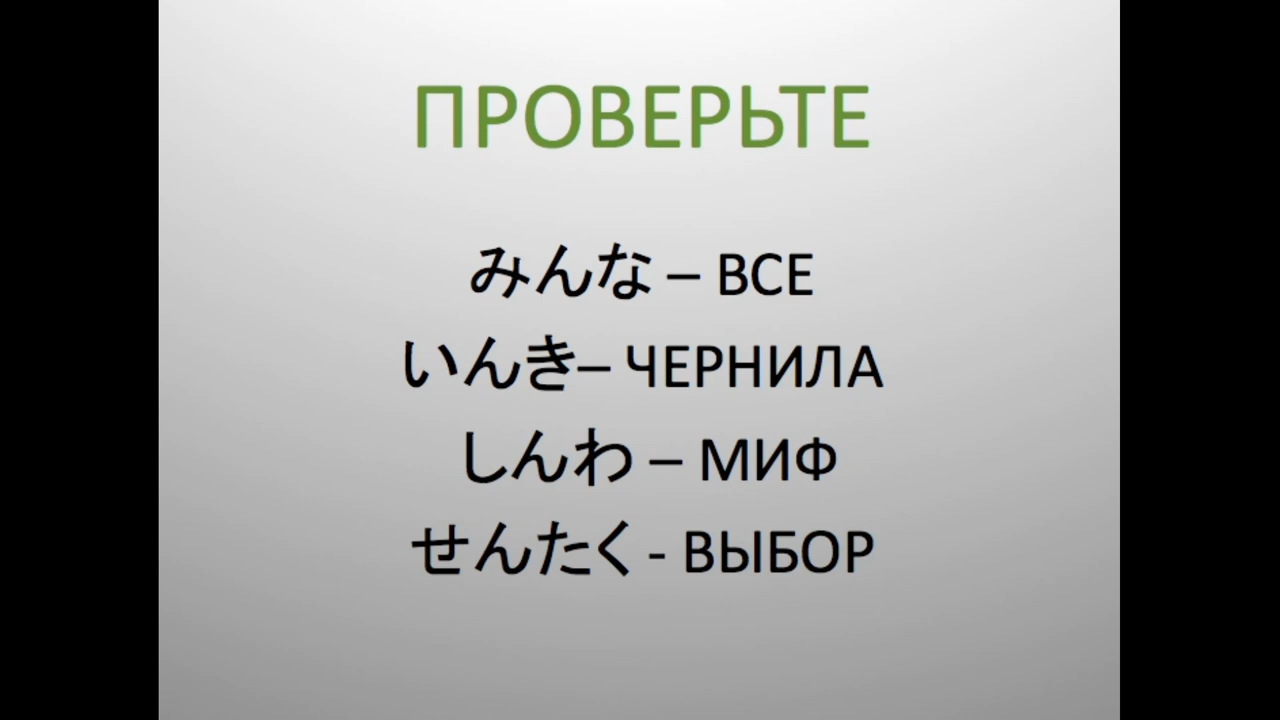 ПРОВЕРЬТЕ
みんな – ВСЕ
いんき– ЧЕРНИЛА
しんわ – МИФ
せんたく - ВЫБОР